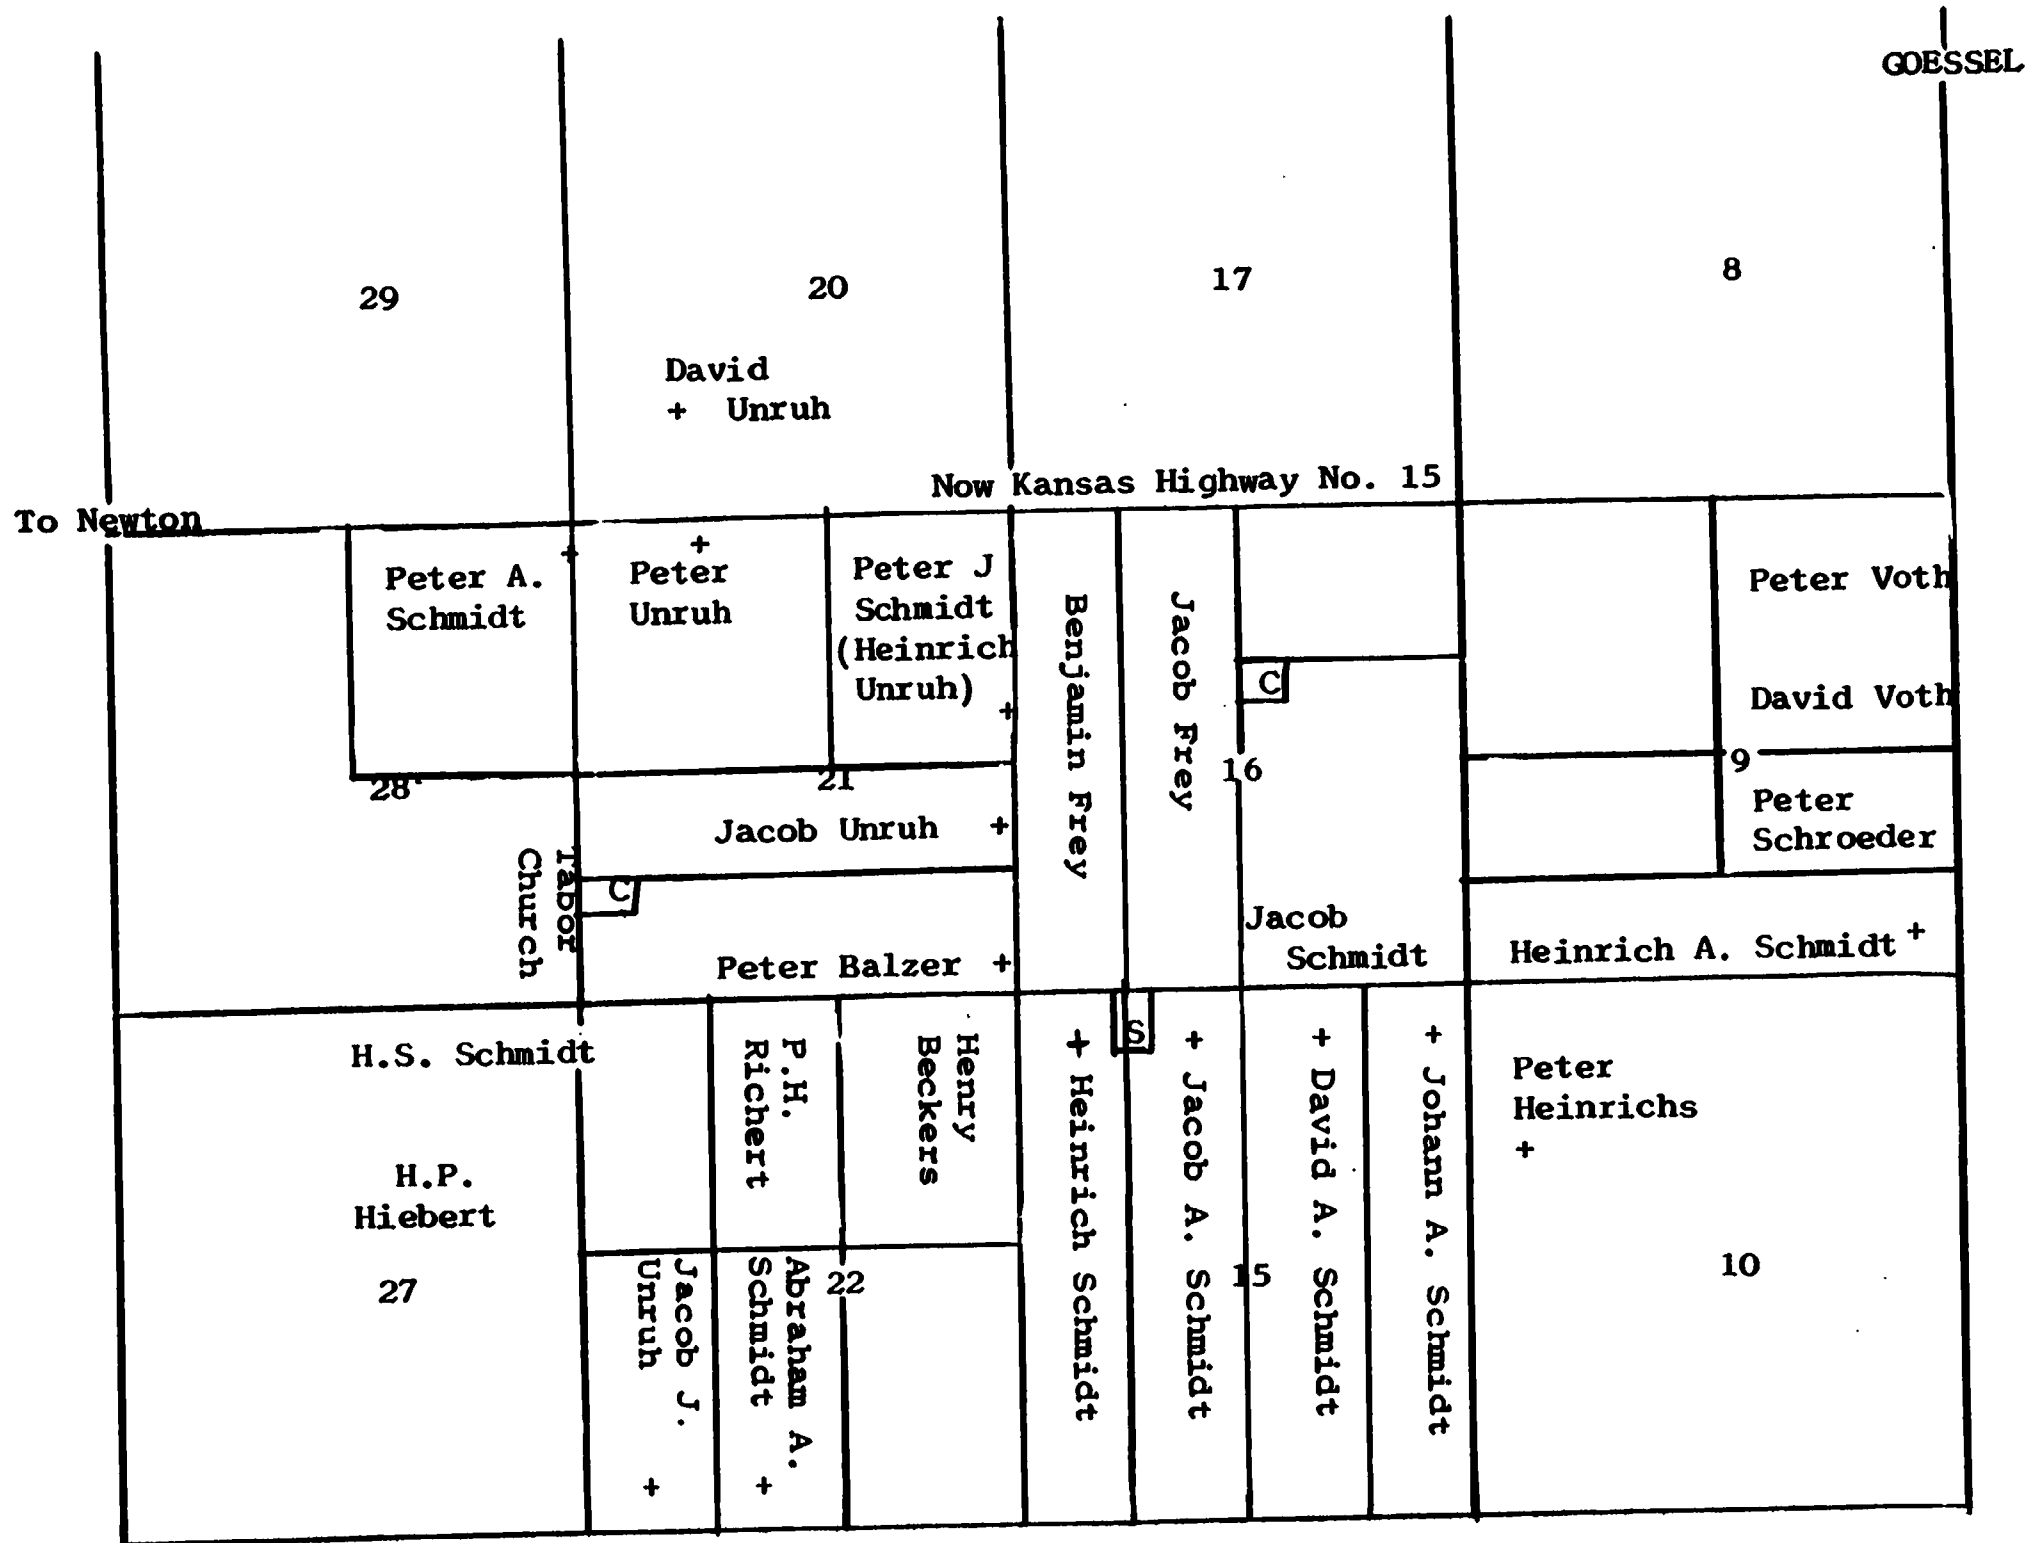 GOESSEL
29
20
17
8
David
+ Unruh
Now Kansas Highway No. 15
To Newton
+
+
Peter A.
Schmidt
Peter
Unruh
Peter J
Schmidt
(Heinrich
Unruh)
+
Benjamin Frey
Jacob Frey
C
Peter Voth
David Voth
28
21
16
9
Peter
Schroeder
Jacob Unruh +
Tabor
Church
C
Peter Balzer +
Jacob
Schmidt
Heinrich A. Schmidt +
H.S. Schmidt
H.P.
Hiebert
27
P.H.
Richert
Henry
Beckers
S
+ Heinrich Schmidt
+ Jacob A. Schmidt
+ David A. Schmidt
+ Johann A. Schmidt
Peter
Heinrichs
+
Jacob J.
Unruh +
Abraham A.
Schmidt +
22
15
10